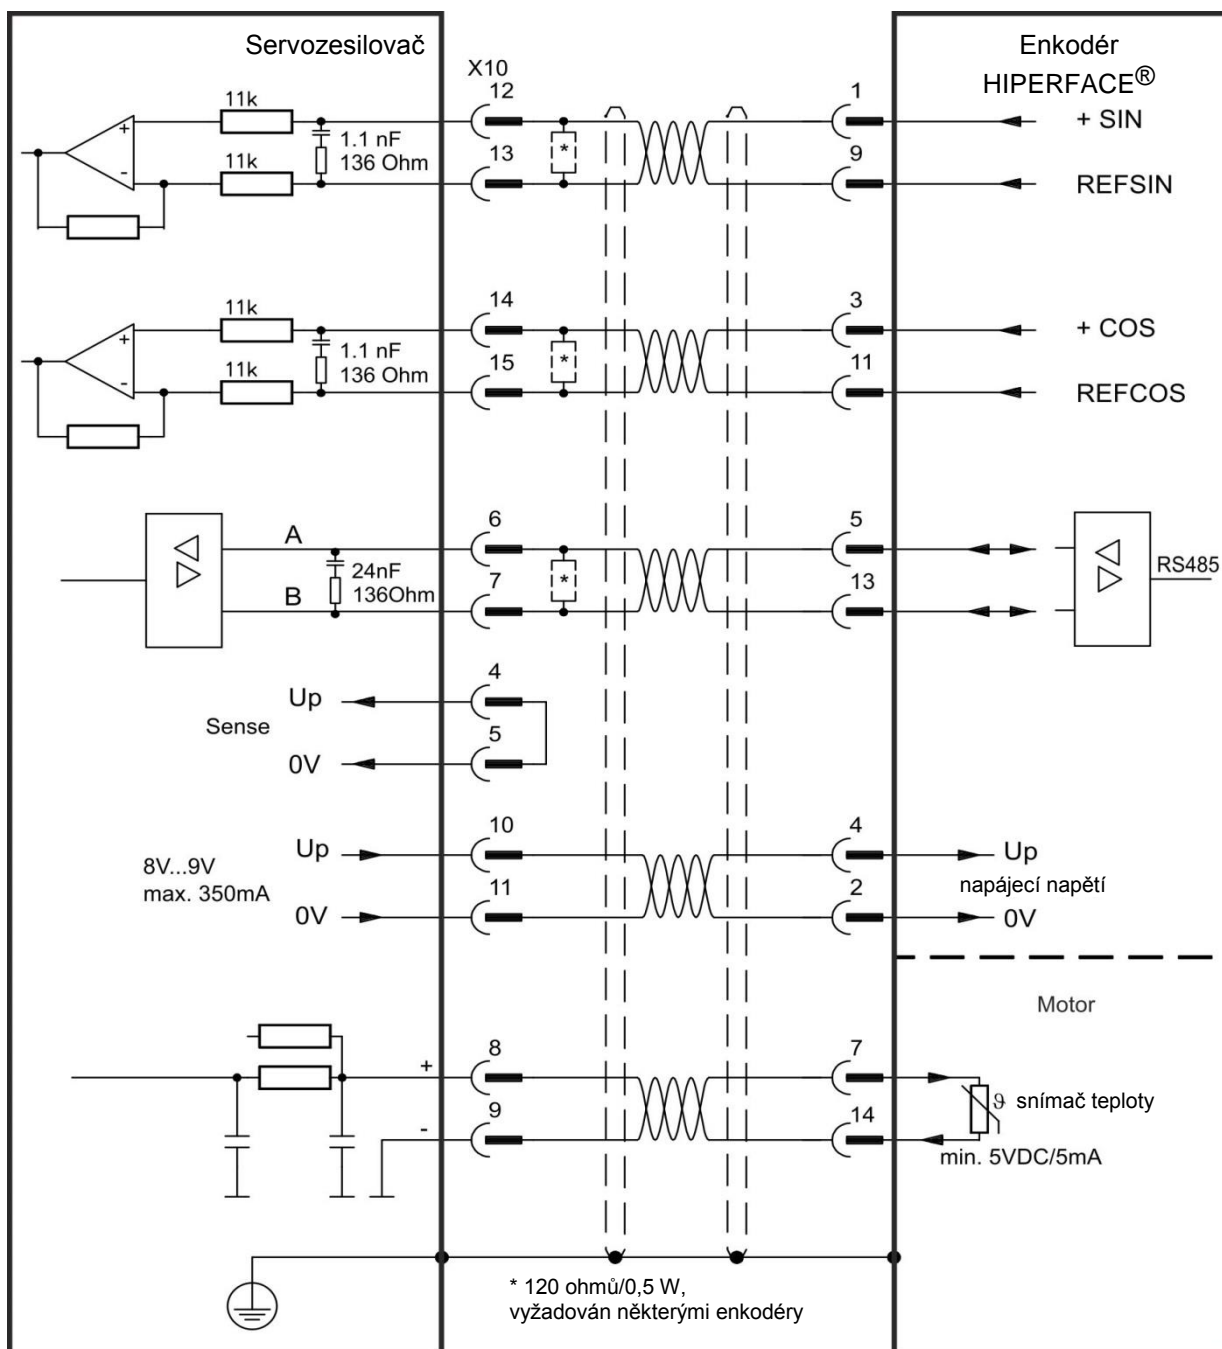 Servozesilovač
Enkodér
HIPERFACE®
X10
11k
12
1
+ SIN
+
1.1 nF
136 Ohm
*
11k
13
9
REFSIN
-
11k
14
3
+ COS
+
1.1 nF
136 Ohm
*
11k
15
11
REFCOS
-
A
6
5
24nF
136Ohm
*
RS485
B
7
13
Up
4
Sense
0V
5
8V...9V
max. 350mA
Up
10
4
Up
napájecí napětí
0V
11
2
0V
Motor
+
8
7
ϑ snímač teploty
-
9
14
min. 5VDC/5mA
* 120 ohmů/0,5 W,
vyžadován některými enkodéry